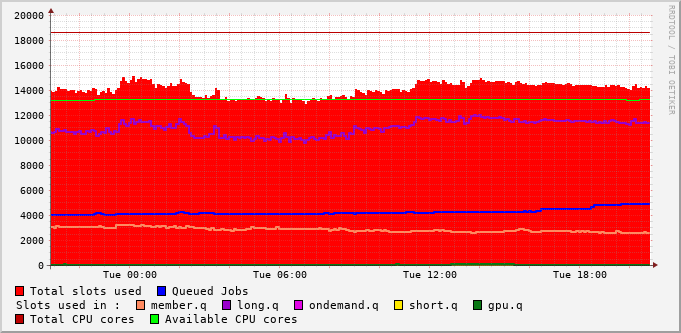 RRDTOOL / TOBI OETIKER
20000
18000
16000
14000
12000
10000
8000
6000
4000
2000
0
Tue 00:00 Tue 06:00 Tue 12:00 Tue 18:00
Total slots used Queued Jobs
Slots used in : member.q long.q ondemand.q short.q gpu.q
Total CPU cores Available CPU cores